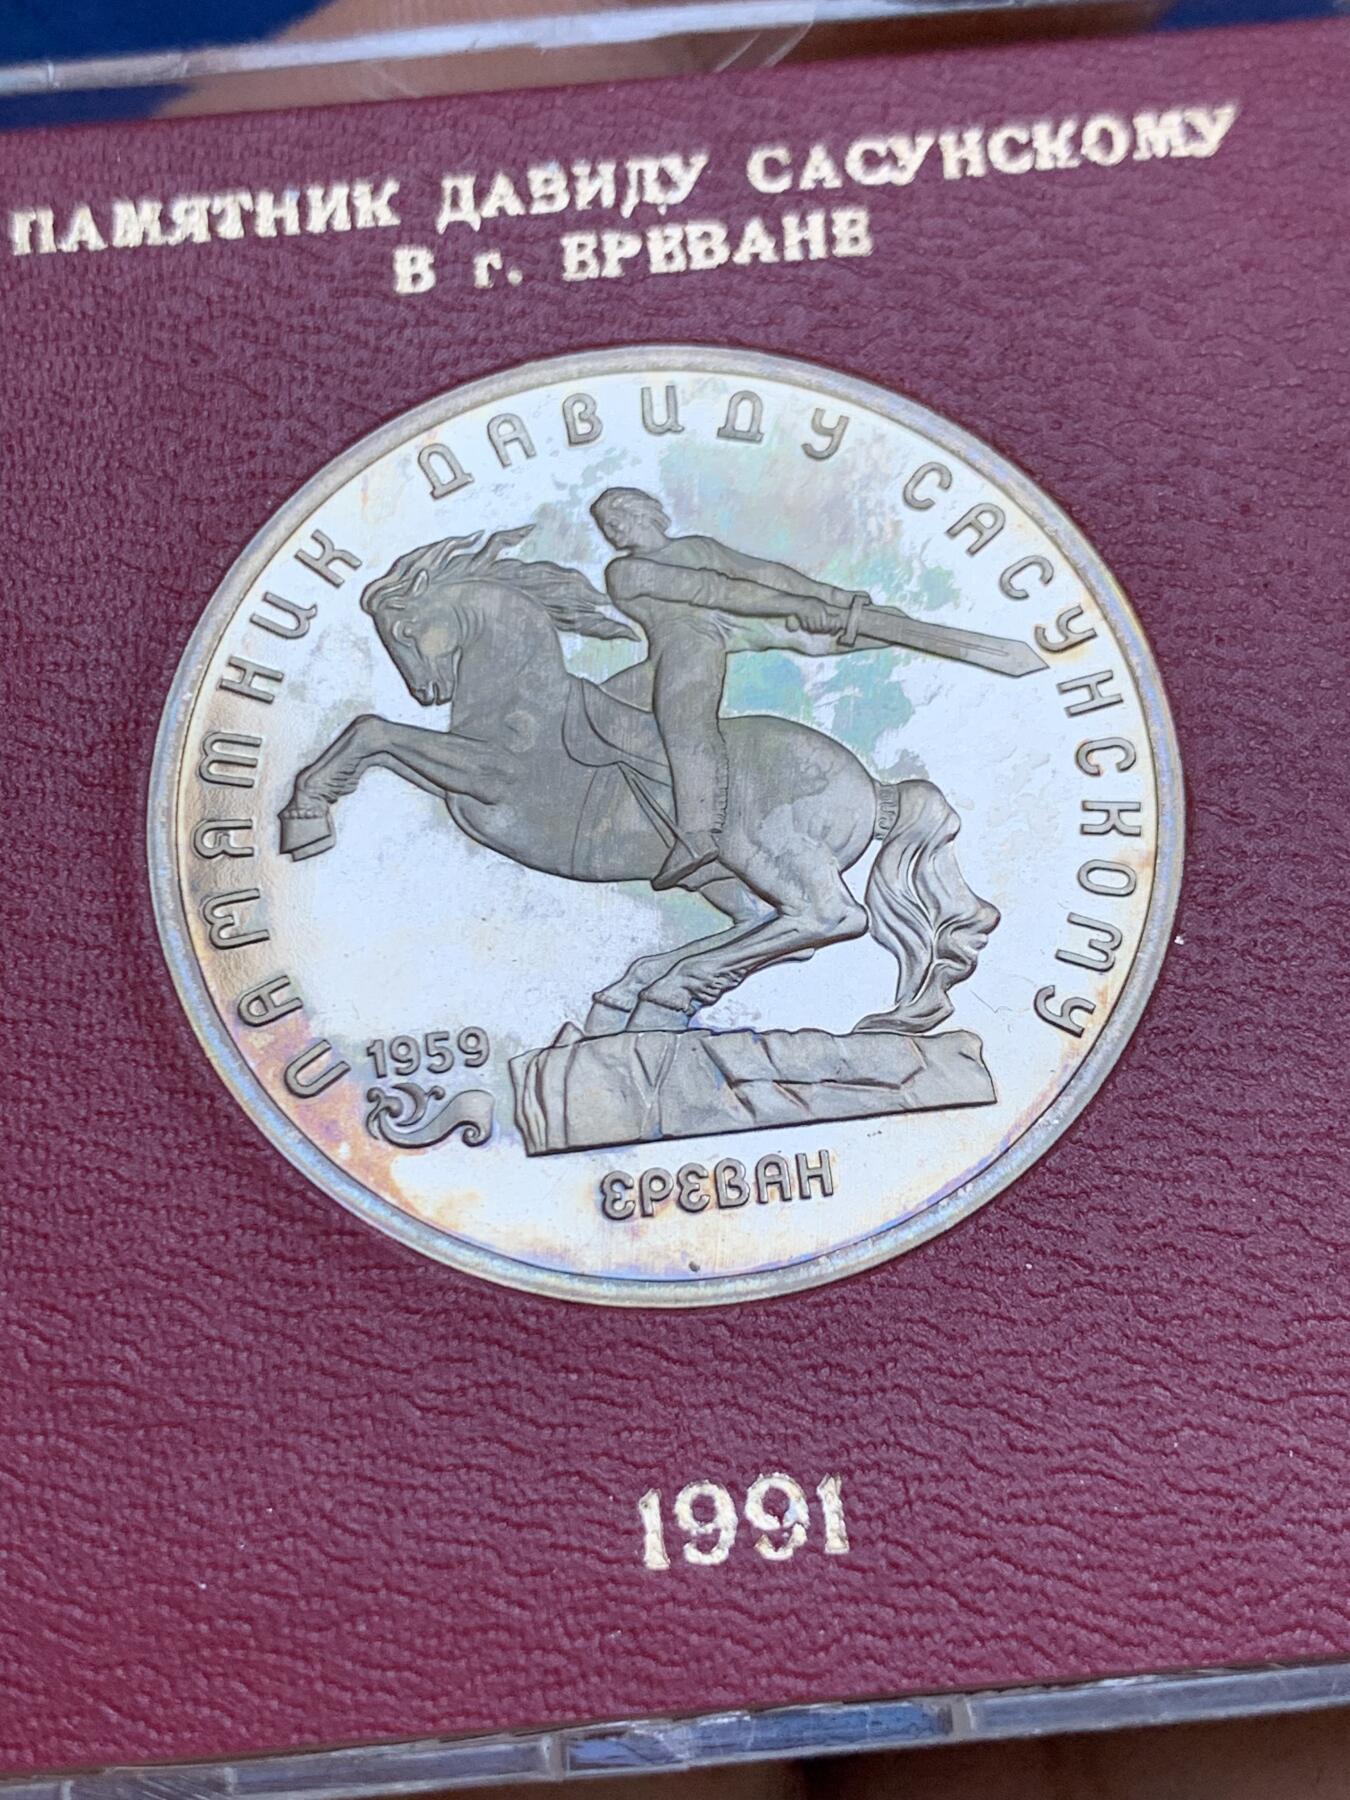 ПАМЯТНИК ДАВИДУ САСУНСКОМУ
В г. ЕРЕВАНЕ
ПАМЯТНИК ДАВИДУ САСУНСКОМУ
1959
ЕРЕВАН
1991